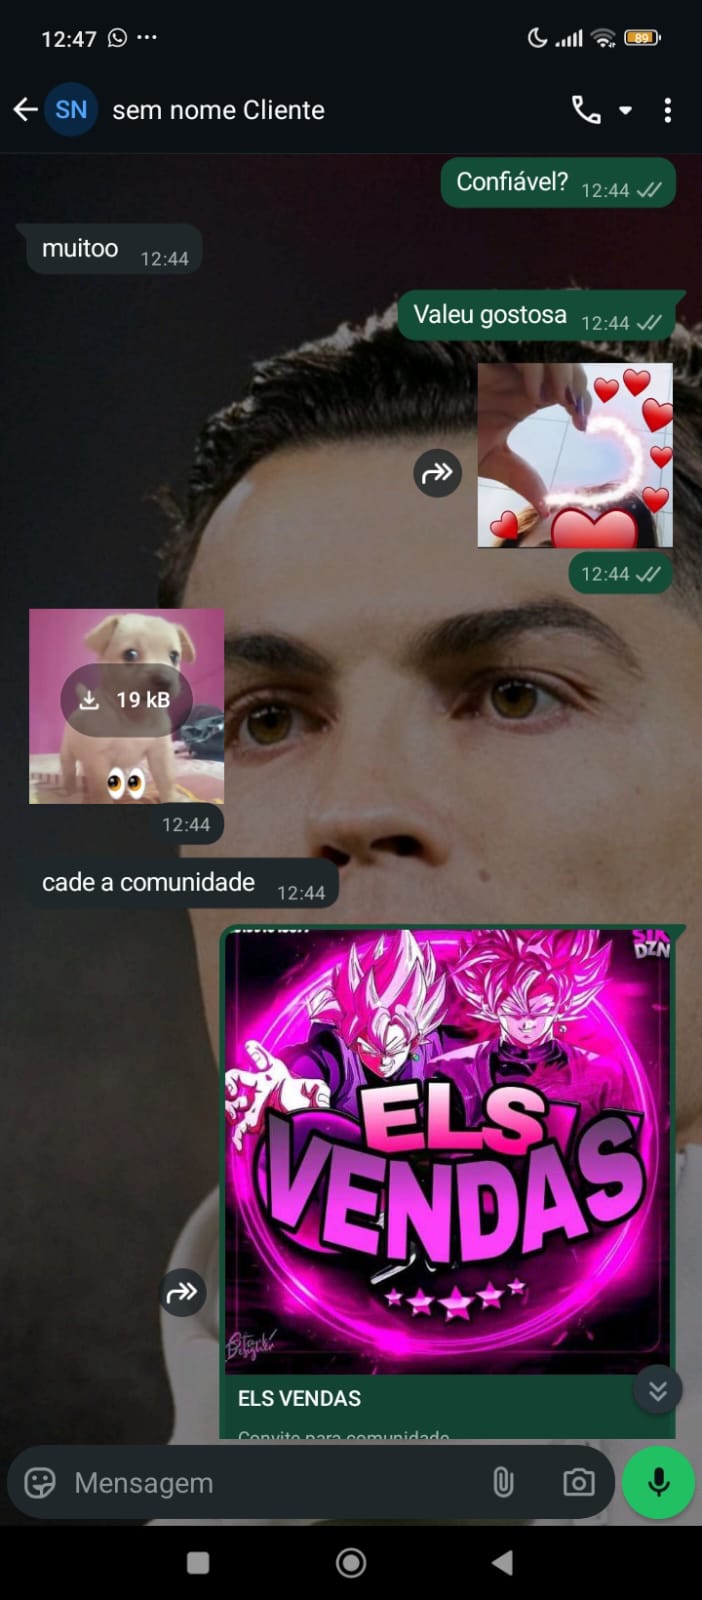 12:47
89
SN sem nome Cliente
Confiável? 12:44
muitoo 12:44
Valeu gostosa 12:44
12:44
19 kB
12:44
cade a comunidade 12:44
DZN
ELS
VENDAS
ELS VENDAS
Convite para comunidade
Mensagem